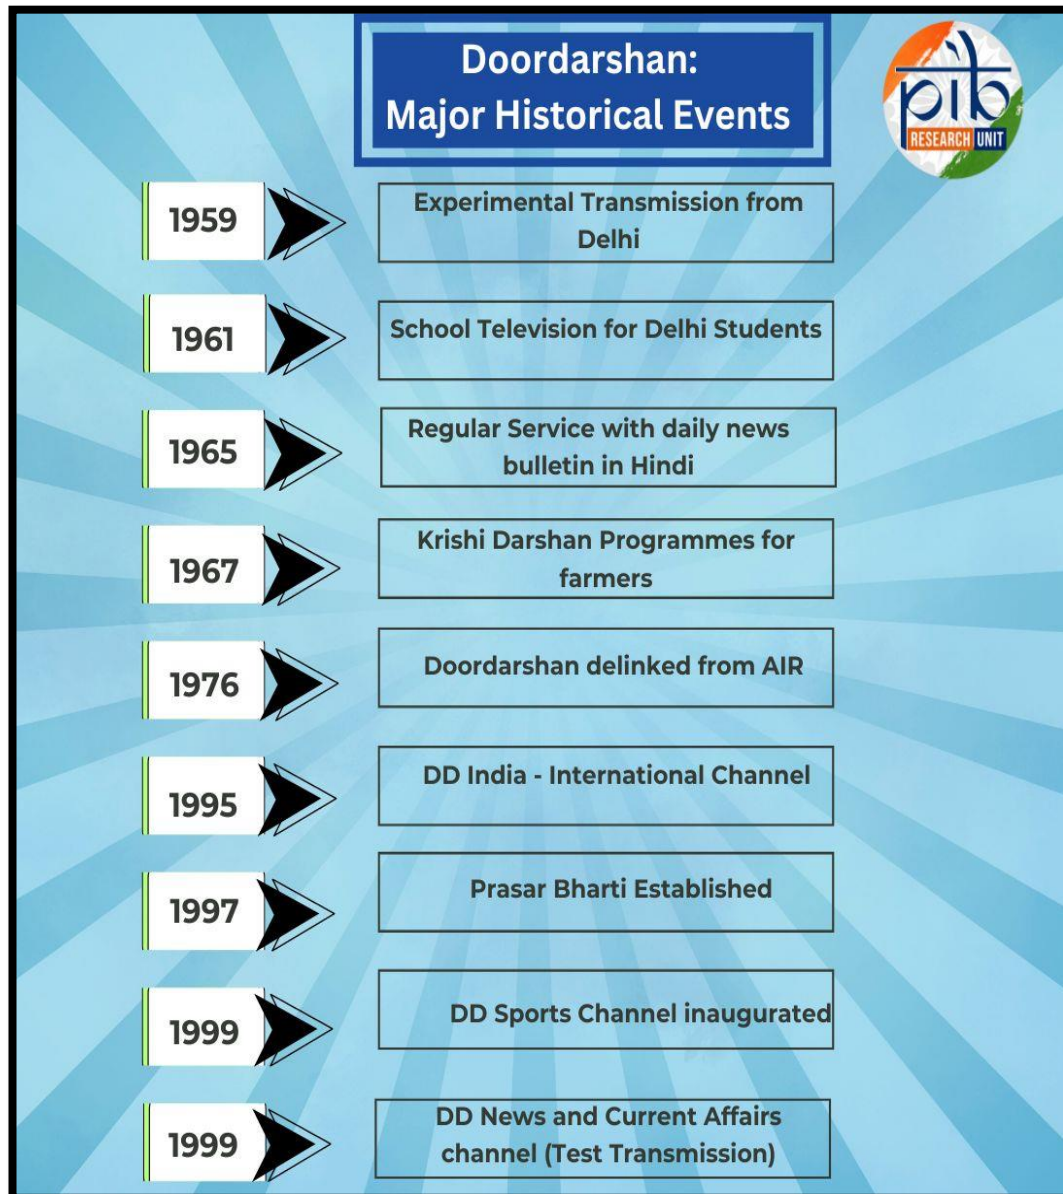 Doordarshan:
Major Historical Events
pib
RESEARCH UNIT
1959
Experimental Transmission from
Delhi
1961
School Television for Delhi Students
1965
Regular Service with daily news
bulletin in Hindi
1967
Krishi Darshan Programmes for
farmers
1976
Doordarshan delinked from AIR
1995
DD India - International Channel
1997
Prasar Bharti Established
1999
DD Sports Channel inaugurated
1999
DD News and Current Affairs
channel (Test Transmission)